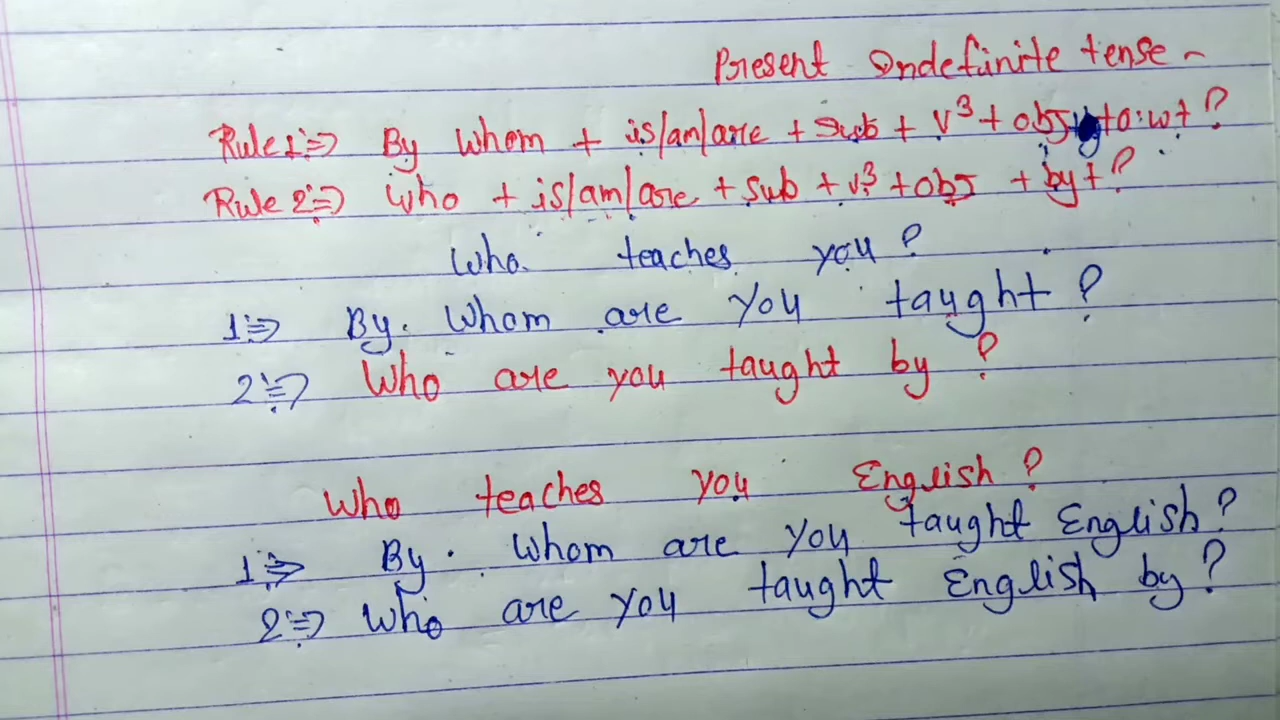 Present Indefinite tense -
Rule 1 => By Whom + is/am/are + Sub + V³ + obj + o.wt ?
Rule 2 => Who + is/am/are + Sub + V³ + obj + by + ?
Who teaches you ?
1 => By Whom are you taught ?
2 => Who are you taught by ?
Who teaches you English ?
1 => By Whom are you taught English ?
2 => Who are you taught English by ?